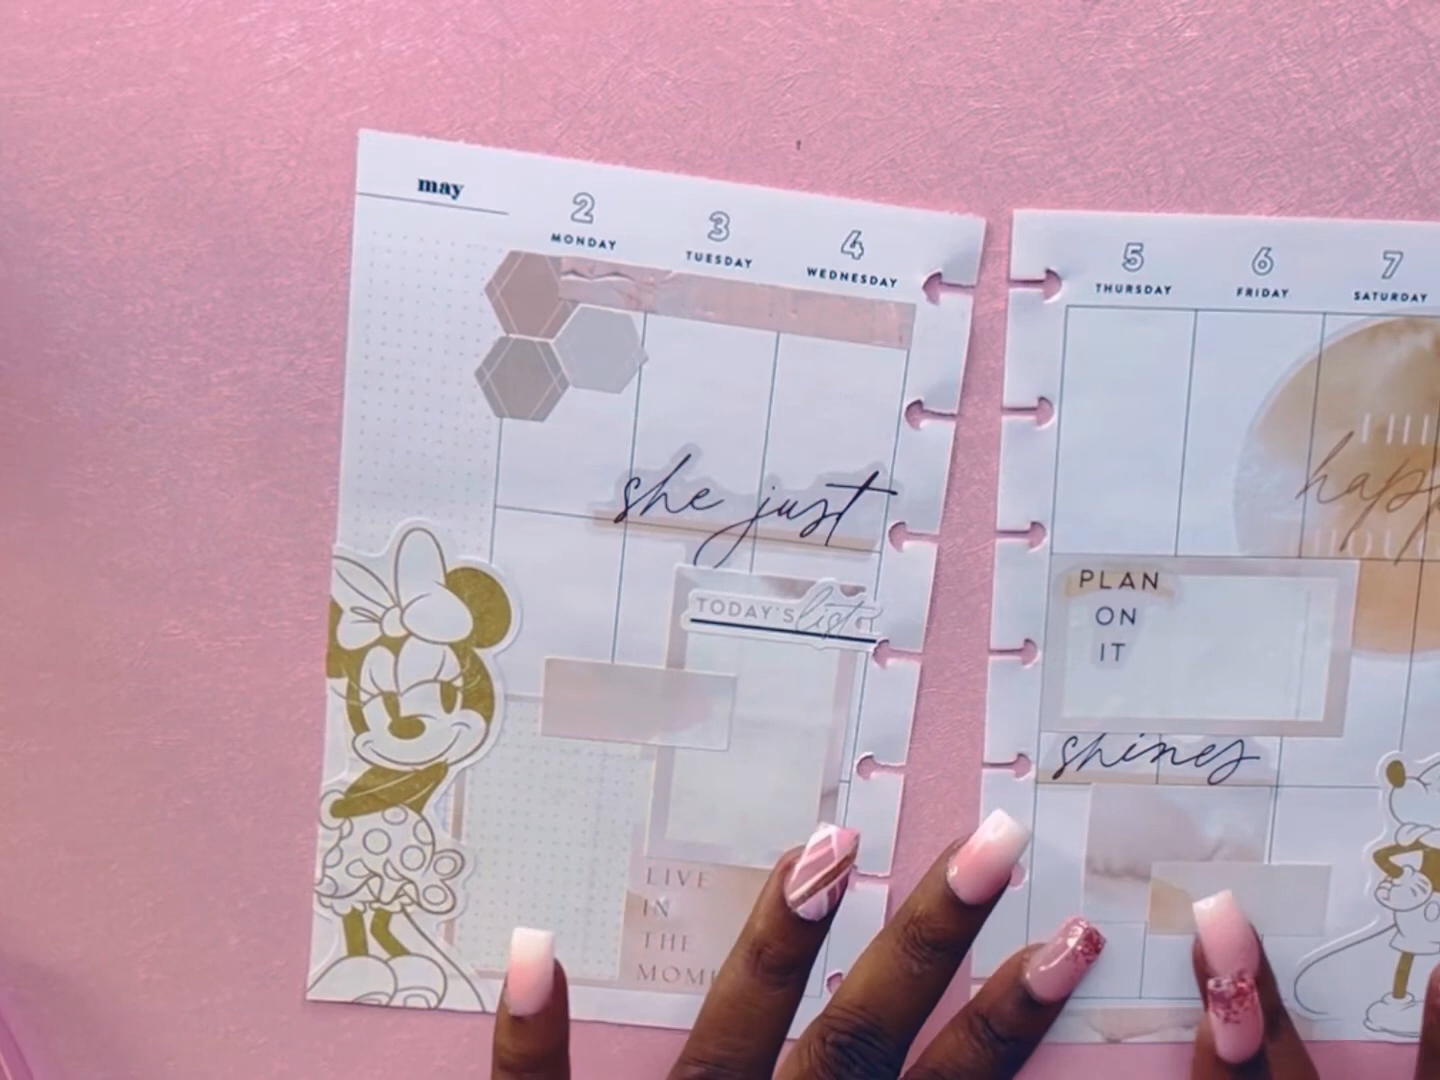 may
2
MONDAY
3
TUESDAY
4
WEDNESDAY
5
THURSDAY
6
FRIDAY
7
SATURDAY
she just
TODAY'S list
PLAN
ON
IT
shines
LIVE
IN
THE